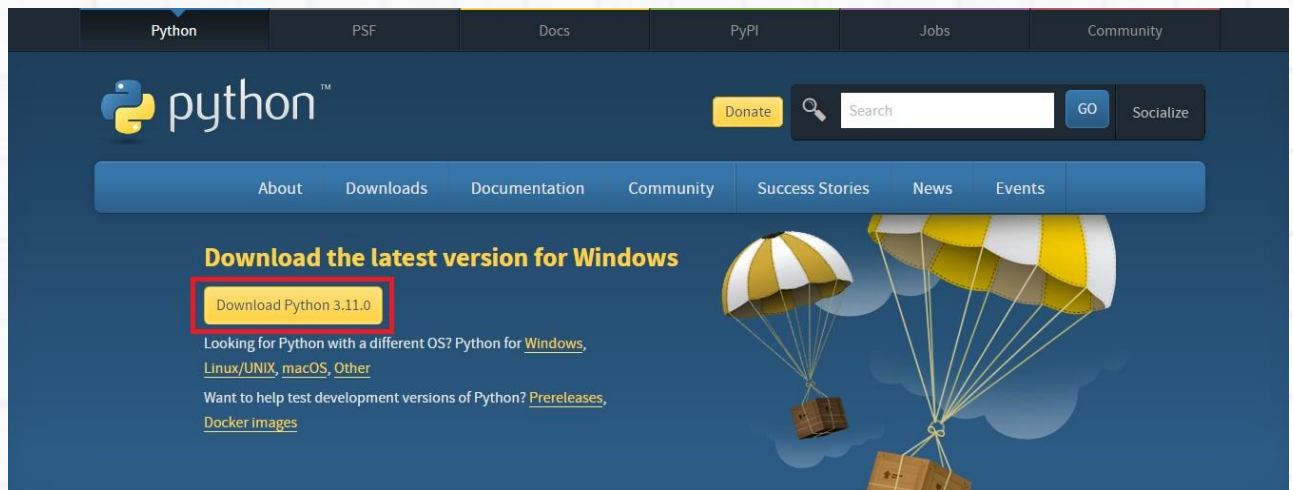 Python PSF Docs PyPI Jobs Community
python™
Donate Search GO Socialize
About Downloads Documentation Community Success Stories News Events
Download the latest version for Windows
Download Python 3.11.0
Looking for Python with a different OS? Python for Windows,
Linux/UNIX, macOS, Other
Want to help test development versions of Python? Prereleases,
Docker images